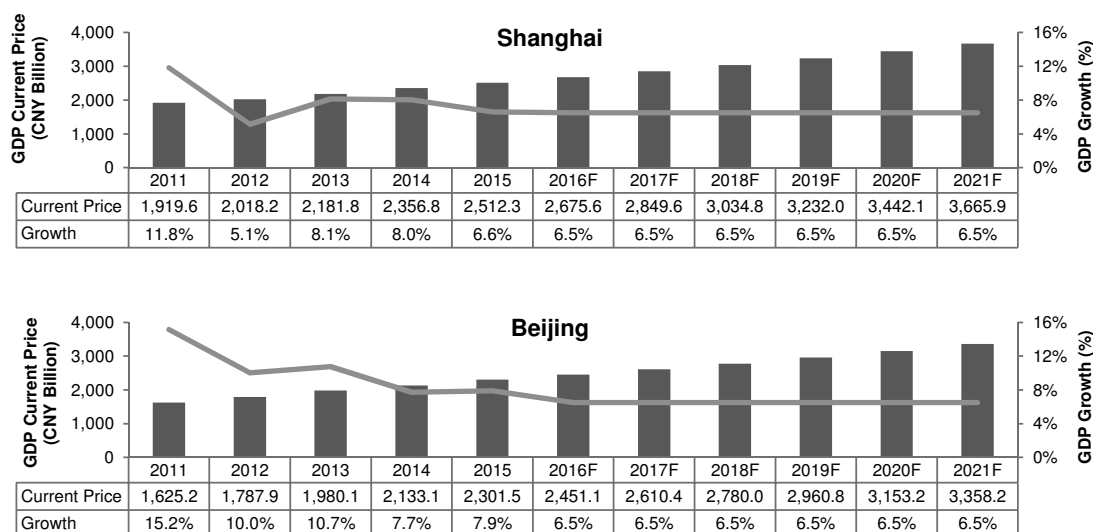 Shanghai
GDP Current Price
(CNY Billion)
GDP Growth (%)
4,000
3,000
2,000
1,000
0
16%
12%
8%
4%
0%
2011 2012 2013 2014 2015 2016F 2017F 2018F 2019F 2020F 2021F
Current Price 1,919.6 2,018.2 2,181.8 2,356.8 2,512.3 2,675.6 2,849.6 3,034.8 3,232.0 3,442.1 3,665.9
Growth 11.8% 5.1% 8.1% 8.0% 6.6% 6.5% 6.5% 6.5% 6.5% 6.5% 6.5%
Beijing
GDP Current Price
(CNY Billion)
GDP Growth (%)
4,000
3,000
2,000
1,000
0
16%
12%
8%
4%
0%
2011 2012 2013 2014 2015 2016F 2017F 2018F 2019F 2020F 2021F
Current Price 1,625.2 1,787.9 1,980.1 2,133.1 2,301.5 2,451.1 2,610.4 2,780.0 2,960.8 3,153.2 3,358.2
Growth 15.2% 10.0% 10.7% 7.7% 7.9% 6.5% 6.5% 6.5% 6.5% 6.5% 6.5%